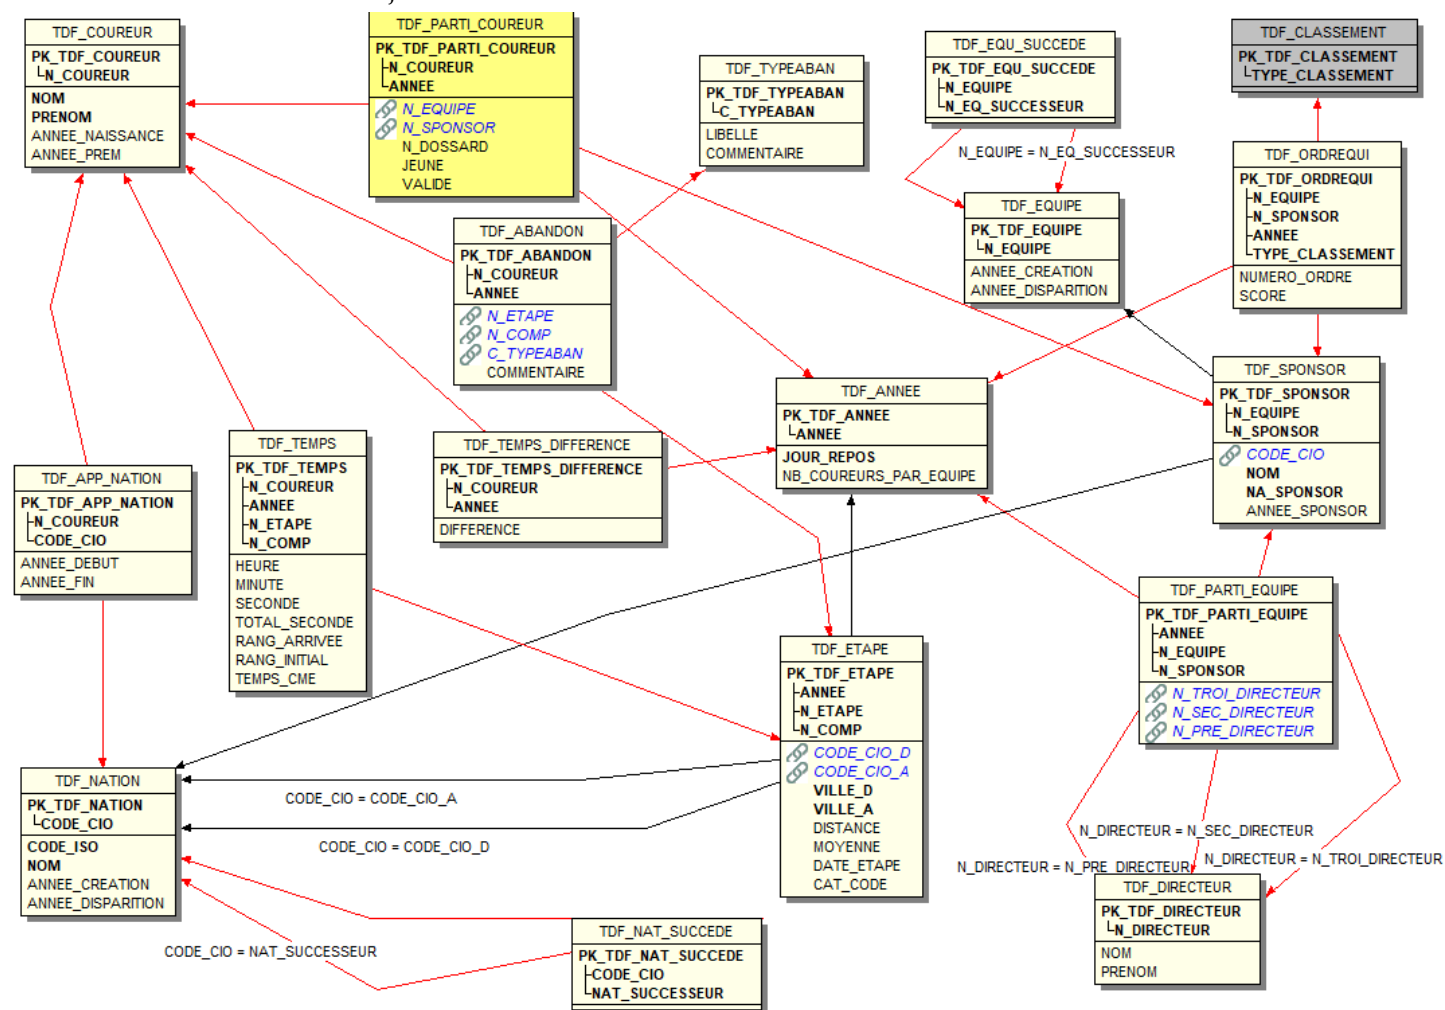 TDF_COUREUR
PK_TDF_COUREUR
N_COUREUR
NOM
PRENOM
ANNEE_NAISSANCE
ANNEE_PREM
TDF_PARTI_COUREUR
PK_TDF_PARTI_COUREUR
N_COUREUR
ANNEE
N_EQUIPE
N_SPONSOR
N_DOSSARD
JEUNE
VALIDE
TDF_TYPEABAN
PK_TDF_TYPEABAN
C_TYPEABAN
LIBELLE
COMMENTAIRE
TDF_EQU_SUCCEDE
PK_TDF_EQU_SUCCEDE
N_EQUIPE
N_EQ_SUCCESSEUR
N_EQUIPE = N_EQ_SUCCESSEUR
TDF_CLASSEMENT
PK_TDF_CLASSEMENT
TYPE_CLASSEMENT
TDF_ORDREQUI
PK_TDF_ORDREQUI
N_EQUIPE
N_SPONSOR
ANNEE
TYPE_CLASSEMENT
NUMERO_ORDRE
SCORE
TDF_EQUIPE
PK_TDF_EQUIPE
N_EQUIPE
ANNEE_CREATION
ANNEE_DISPARITION
TDF_ABANDON
PK_TDF_ABANDON
N_COUREUR
ANNEE
N_ETAPE
N_COMP
C_TYPEABAN
COMMENTAIRE
TDF_ANNEE
PK_TDF_ANNEE
ANNEE
JOUR_REPOS
NB_COUREURS_PAR_EQUIPE
TDF_SPONSOR
PK_TDF_SPONSOR
N_EQUIPE
N_SPONSOR
CODE_CIO
NOM
NA_SPONSOR
ANNEE_SPONSOR
TDF_APP_NATION
PK_TDF_APP_NATION
N_COUREUR
CODE_CIO
ANNEE_DEBUT
ANNEE_FIN
TDF_TEMPS
PK_TDF_TEMPS
N_COUREUR
ANNEE
N_ETAPE
N_COMP
HEURE
MINUTE
SECONDE
TOTAL_SECONDE
RANG_ARRIVEE
RANG_INITIAL
TEMPS_CME
TDF_TEMPS_DIFFERENCE
PK_TDF_TEMPS_DIFFERENCE
N_COUREUR
ANNEE
DIFFERENCE
TDF_PARTI_EQUIPE
PK_TDF_PARTI_EQUIPE
ANNEE
N_EQUIPE
N_SPONSOR
N_TROI_DIRECTEUR
N_SEC_DIRECTEUR
N_PRE_DIRECTEUR
TDF_ETAPE
PK_TDF_ETAPE
ANNEE
N_ETAPE
N_COMP
CODE_CIO_D
CODE_CIO_A
VILLE_D
VILLE_A
DISTANCE
MOYENNE
DATE_ETAPE
CAT_CODE
TDF_NATION
PK_TDF_NATION
CODE_CIO
CODE_ISO
NOM
ANNEE_CREATION
ANNEE_DISPARITION
CODE_CIO = CODE_CIO_A
CODE_CIO = CODE_CIO_D
N_DIRECTEUR = N_SEC_DIRECTEUR
N_DIRECTEUR = N_PRE_DIRECTEUR
N_DIRECTEUR = N_TROI_DIRECTEUR
TDF_DIRECTEUR
PK_TDF_DIRECTEUR
N_DIRECTEUR
NOM
PRENOM
CODE_CIO = NAT_SUCCESSEUR
TDF_NAT_SUCCEDE
PK_TDF_NAT_SUCCEDE
CODE_CIO
NAT_SUCCESSEUR